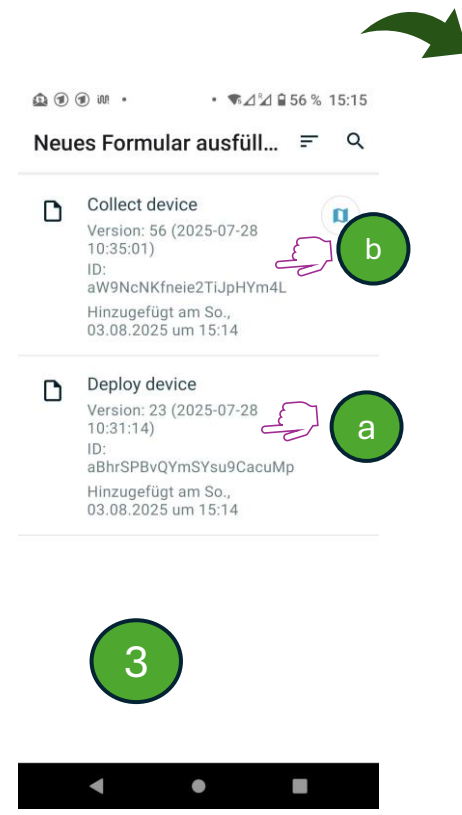 56 % 15:15
Neues Formular ausfüll...
Collect device
Version: 56 (2025-07-28
10:35:01)
ID:
aW9NcNKfneie2TiJpHYm4L
Hinzugefügt am So.,
03.08.2025 um 15:14
b
Deploy device
Version: 23 (2025-07-28
10:31:14)
ID:
aBhrSPBvQYmSYsu9CacuMp
Hinzugefügt am So.,
03.08.2025 um 15:14
a
3